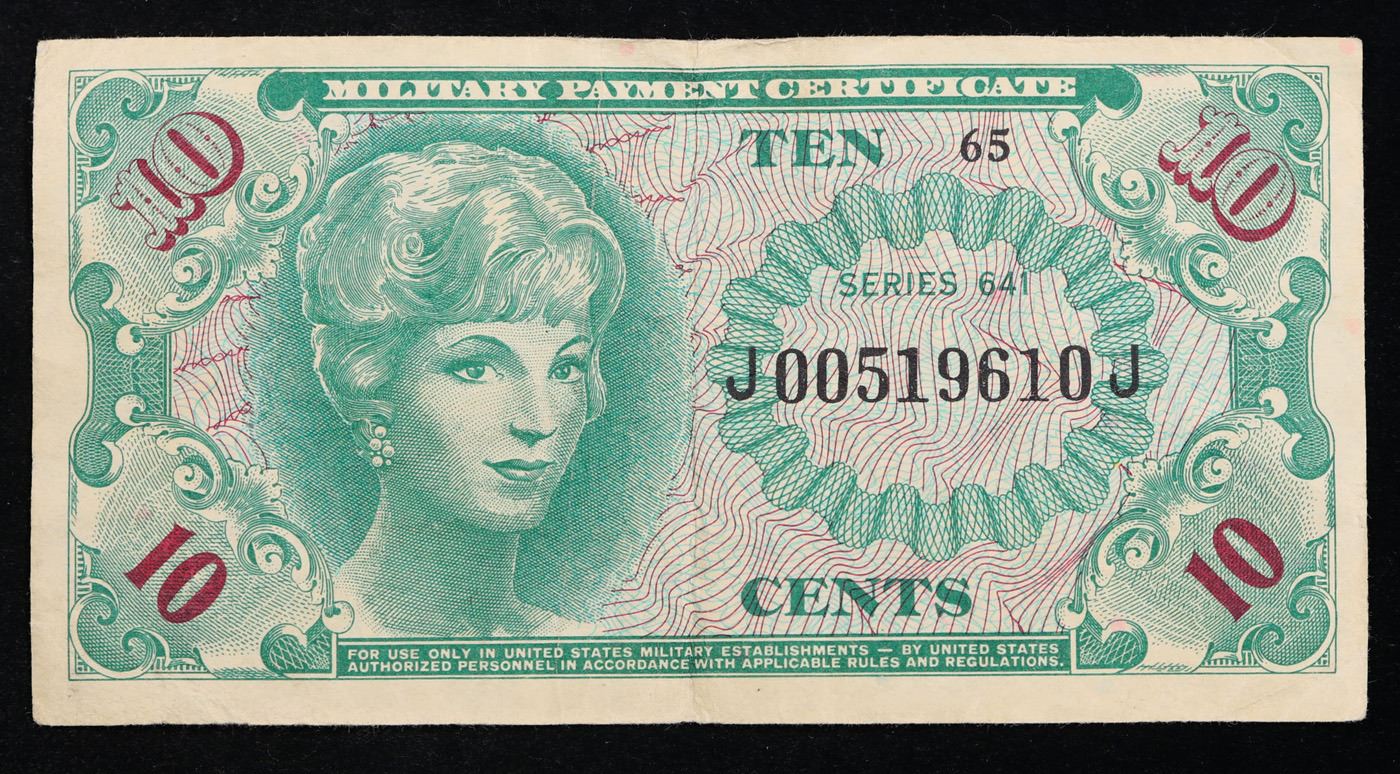 MILITARY PAYMENT CERTIFICATE
10
TEN 65
10
SERIES 641
J00519610J
10
CENTS
10
FOR USE ONLY IN UNITED STATES MILITARY ESTABLISHMENTS — BY UNITED STATES
AUTHORIZED PERSONNEL IN ACCORDANCE WITH APPLICABLE RULES AND REGULATIONS.